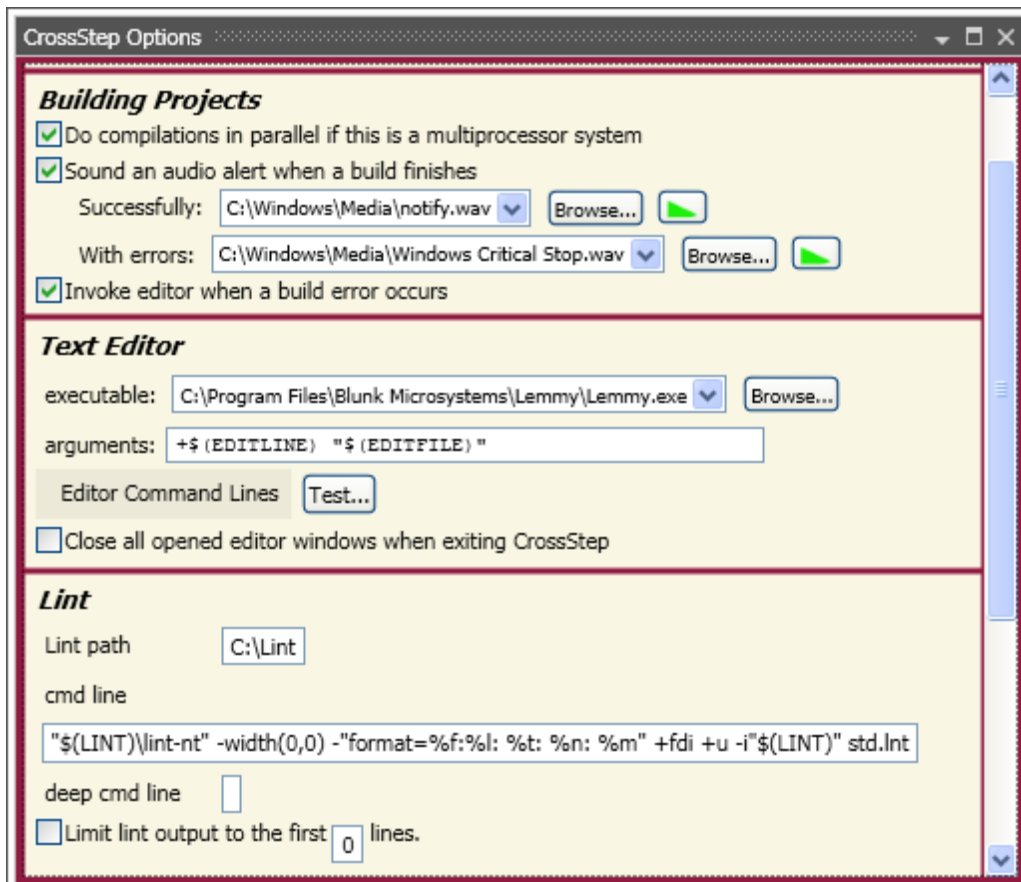 CrossStep Options
Building Projects
Do compilations in parallel if this is a multiprocessor system
Sound an audio alert when a build finishes
Successfully: C:\Windows\Media\notify.wav Browse...
With errors: C:\Windows\Media\Windows Critical Stop.wav Browse...
Invoke editor when a build error occurs
Text Editor
executable: C:\Program Files\Blunk Microsystems\Lemmy\Lemmy.exe Browse...
arguments: +$(EDITLINE) "$(EDITFILE)"
Editor Command Lines Test...
Close all opened editor windows when exiting CrossStep
Lint
Lint path C:\Lint
cmd line
"$(LINT)\lint-nt" -width(0,0) -"format=%f:%l: %t: %n: %m" +fdi +u -i"$(LINT)" std.lnt
deep cmd line
Limit lint output to the first 0 lines.